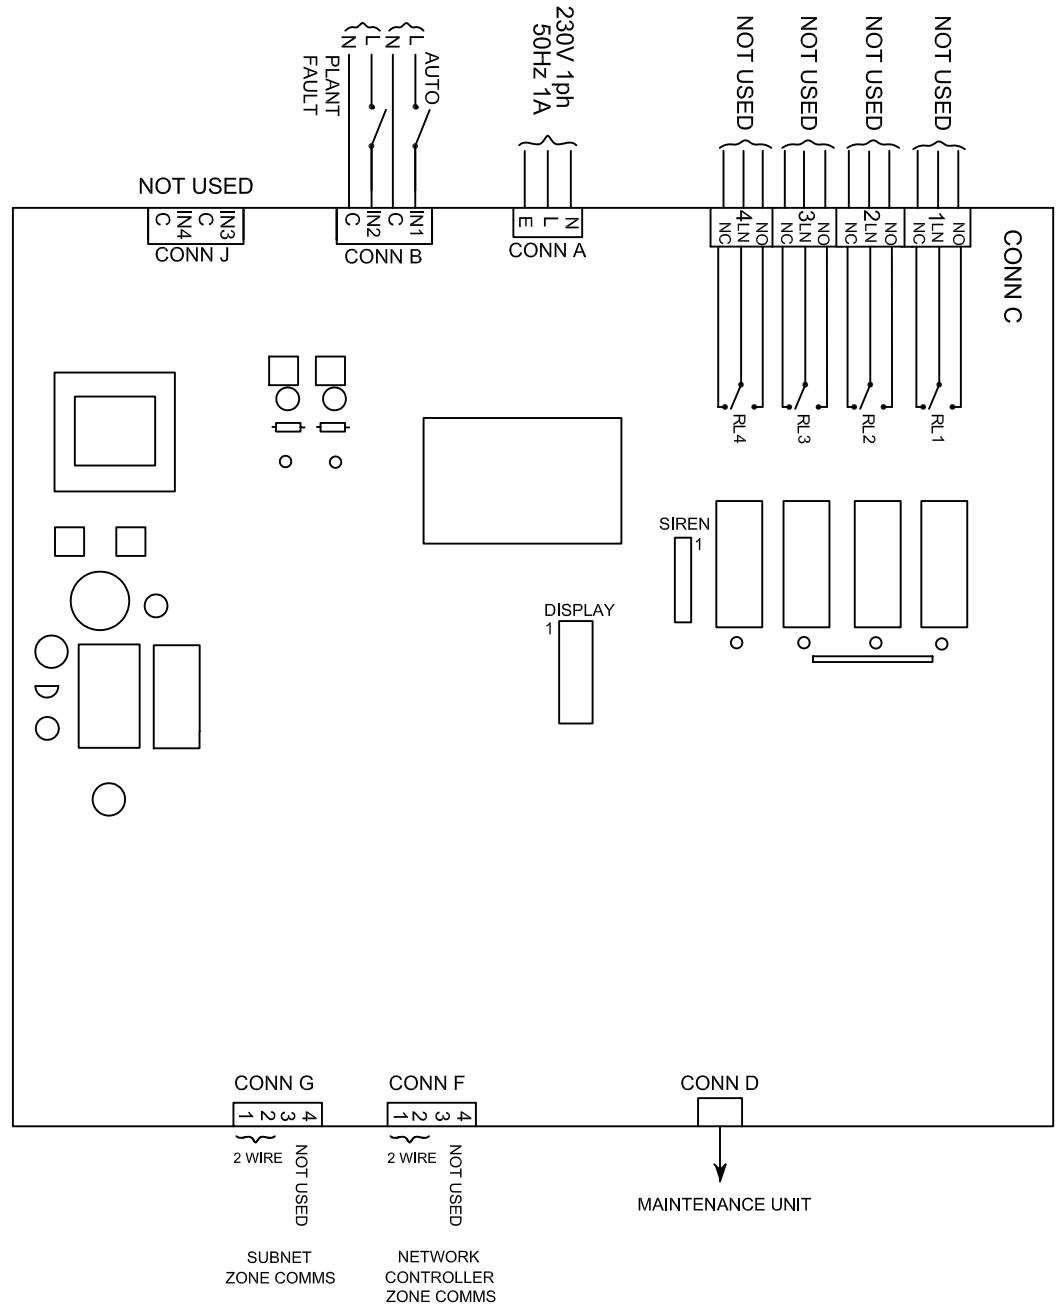 L
N
L
N
AUTO
PLANT
FAULT
230V 1ph
50Hz 1A
NOT USED
NOT USED
NOT USED
NOT USED
NOT USED
C
IN4
C
IN3
CONN J
C
IN2
C
IN1
CONN B
E
L
N
CONN A
NC
4LN
NO
NC
3LN
NO
NC
2LN
NO
NC
1LN
NO
CONN C
RL4
RL3
RL2
RL1
SIREN
1
DISPLAY
1
CONN G
1 2 3 4
2 WIRE
NOT USED
SUBNET
ZONE COMMS
CONN F
1 2 3 4
2 WIRE
NOT USED
NETWORK
CONTROLLER
ZONE COMMS
CONN D
MAINTENANCE UNIT